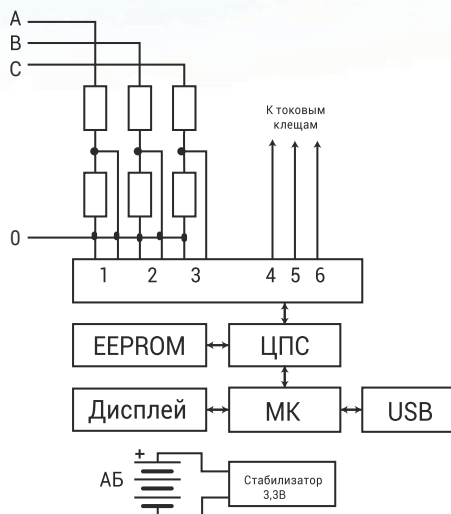 A
B
C
К токовым
клещам
0
1 2 3 4 5 6
EEPROM ЦПС
Дисплей МК USB
+
АБ
Стабилизатор
3,3В